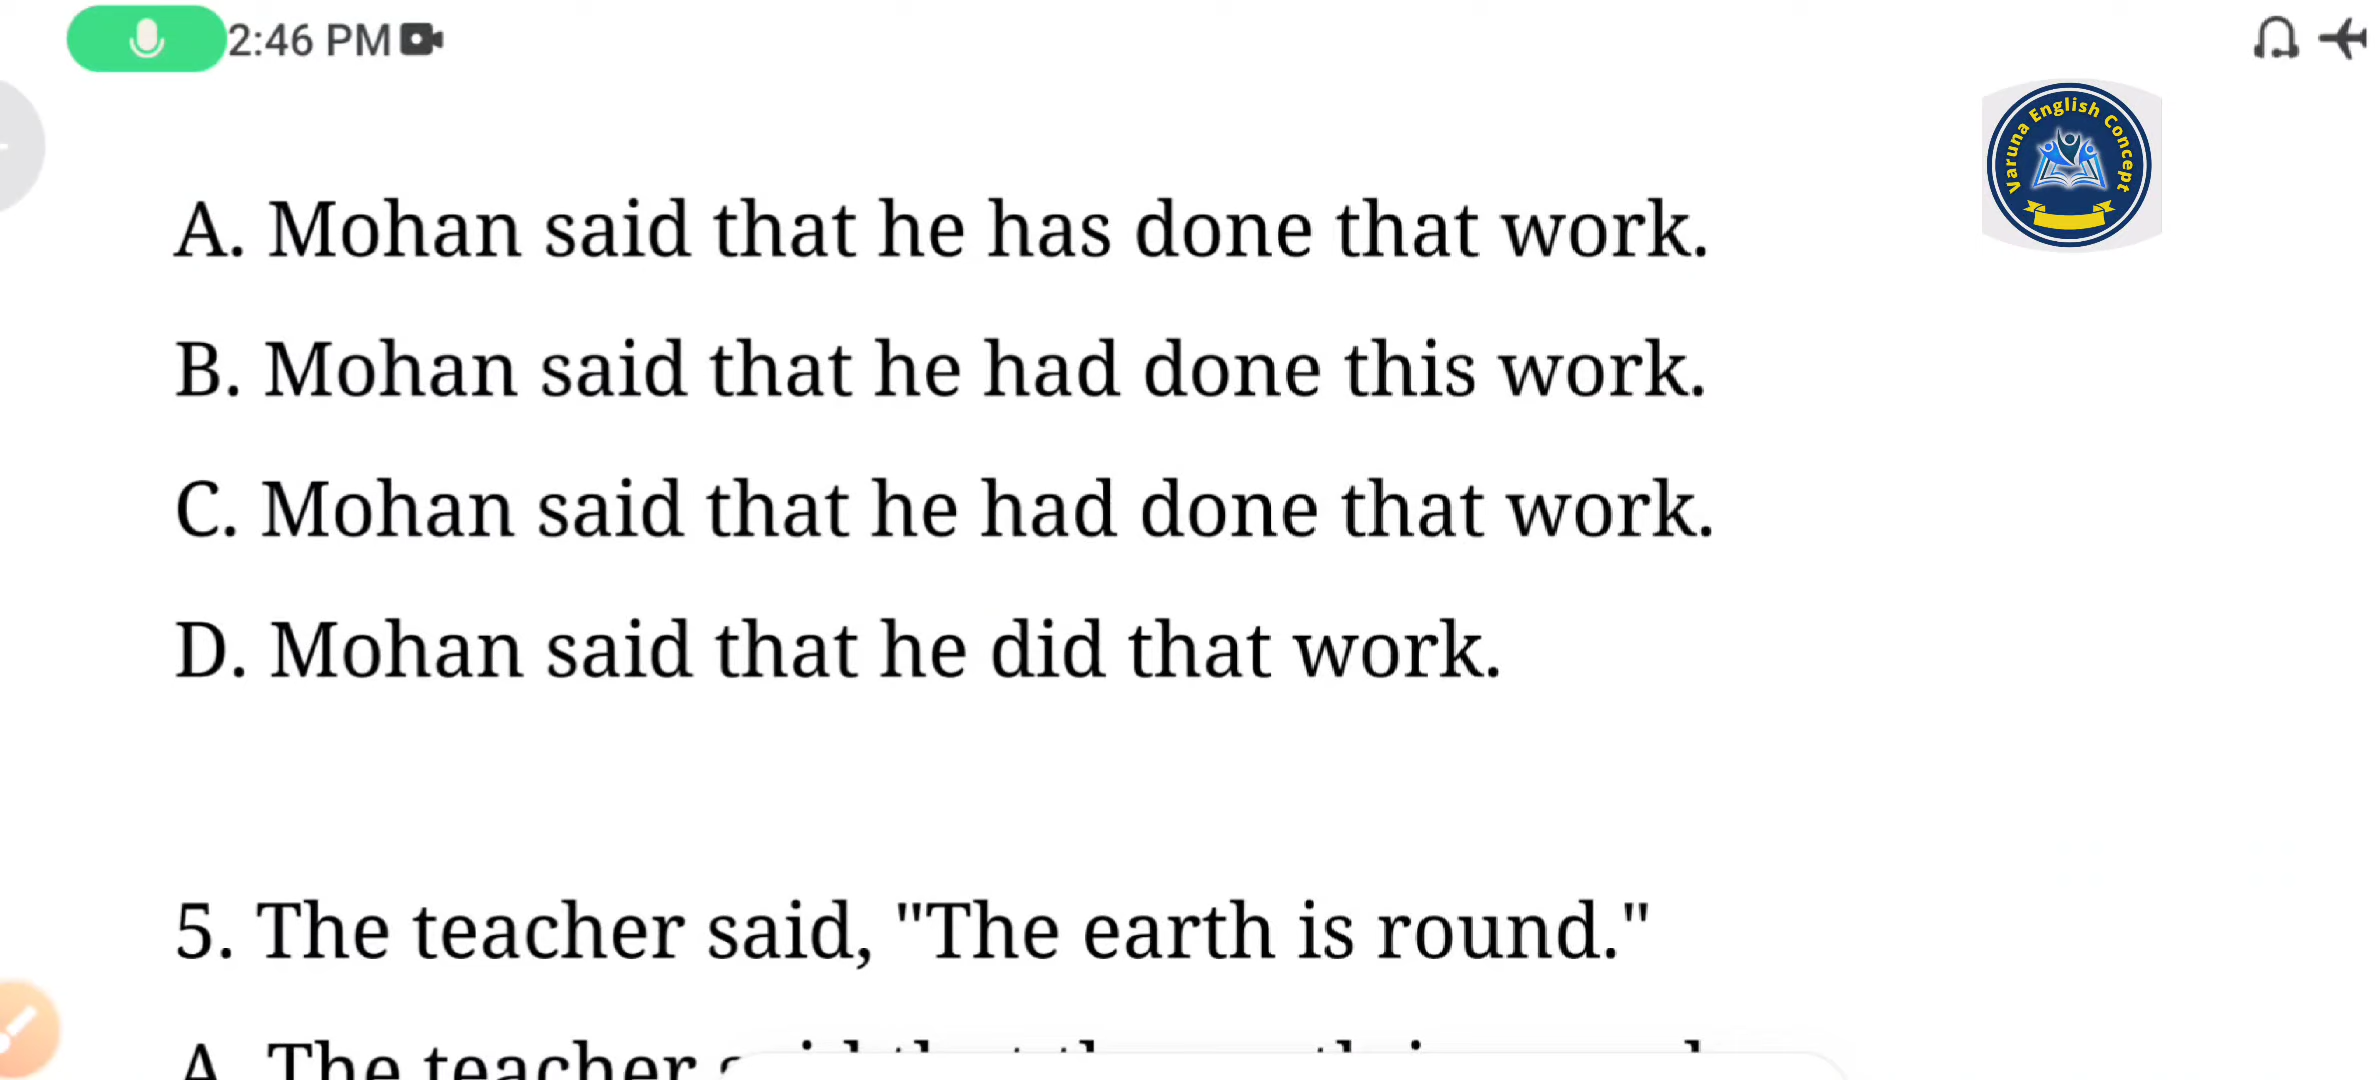 2:46 PM
Varuna English Concept
A. Mohan said that he has done that work.
B. Mohan said that he had done this work.
C. Mohan said that he had done that work.
D. Mohan said that he did that work.
5. The teacher said, "The earth is round."
A The teacher